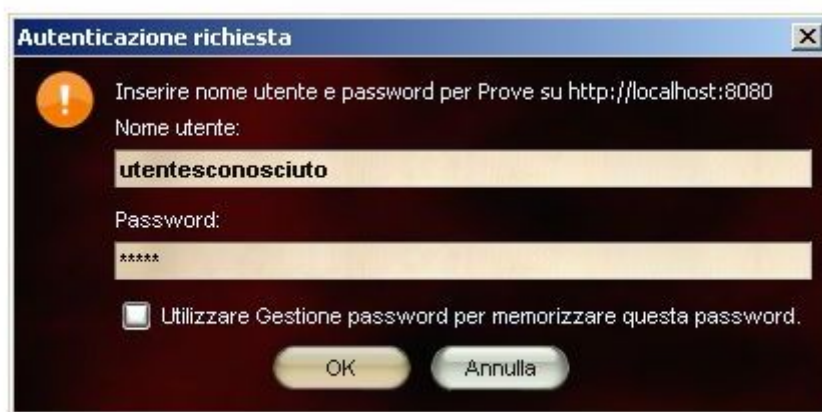 Autenticazione richiesta
Inserire nome utente e password per Prove su http://localhost:8080
Nome utente:
utentesconosciuto
Password:
*****
Utilizzare Gestione password per memorizzare questa password.
OK
Annulla